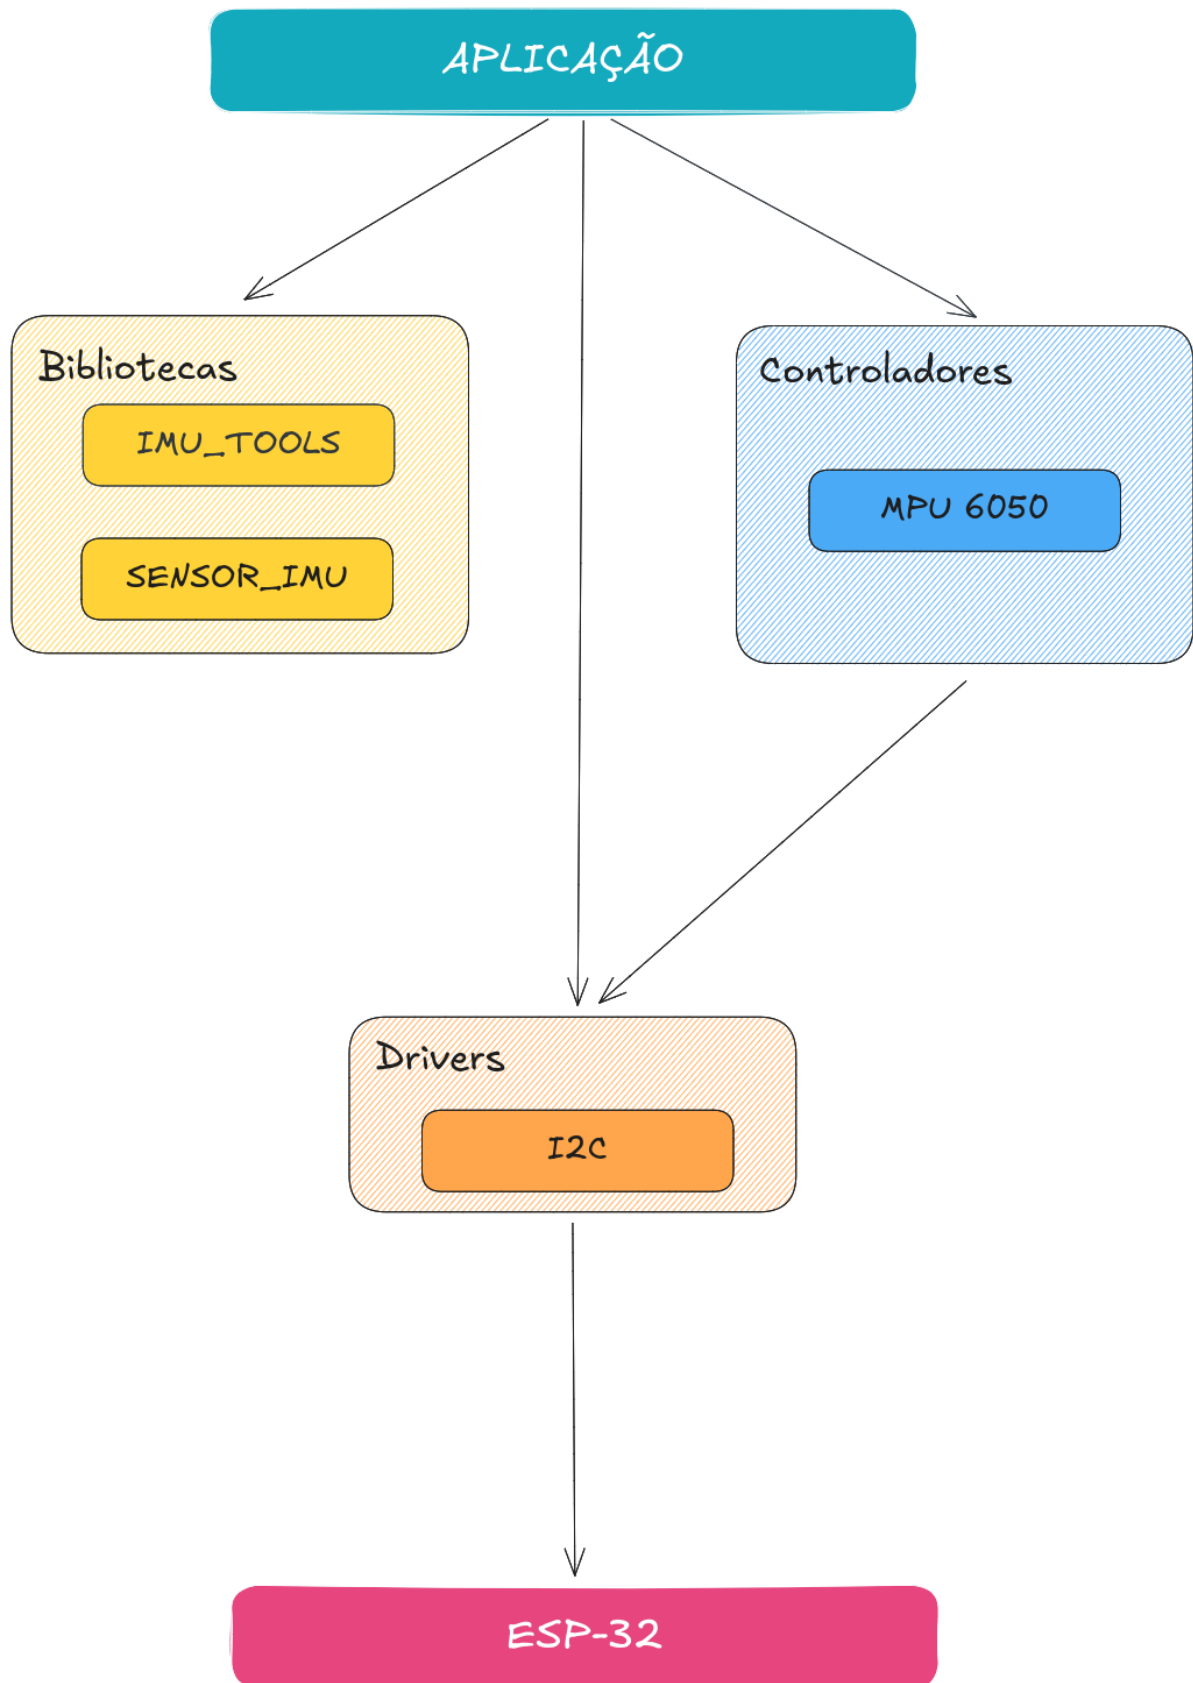 APLICAÇÃO
Bibliotecas
IMU_TOOLS
SENSOR_IMU
Controladores
MPU 6050
Drivers
I2C
ESP-32